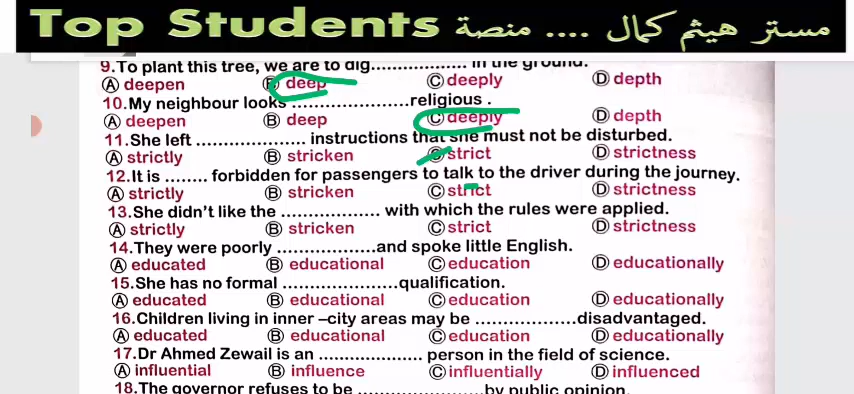 Top Students مستر هيثم كمال .... منصة
9.To plant this tree, we are to dig.................. in the ground.
Ⓐ deepen Ⓑ deep Ⓒ deeply Ⓓ depth
10.My neighbour looks ......................religious .
Ⓐ deepen Ⓑ deep Ⓒ deeply Ⓓ depth
11.She left .................... instructions that she must not be disturbed.
Ⓐ strictly Ⓑ stricken Ⓒ strict Ⓓ strictness
12.It is ........ forbidden for passengers to talk to the driver during the journey.
Ⓐ strictly Ⓑ stricken Ⓒ strict Ⓓ strictness
13.She didn't like the .................. with which the rules were applied.
Ⓐ strictly Ⓑ stricken Ⓒ strict Ⓓ strictness
14.They were poorly ..................and spoke little English.
Ⓐ educated Ⓑ educational Ⓒ education Ⓓ educationally
15.She has no formal .....................qualification.
Ⓐ educated Ⓑ educational Ⓒ education Ⓓ educationally
16.Children living in inner –city areas may be ..................disadvantaged.
Ⓐ educated Ⓑ educational Ⓒ education Ⓓ educationally
17.Dr Ahmed Zewail is an ................... person in the field of science.
Ⓐ influential Ⓑ influence Ⓒ influentially Ⓓ influenced
18.The governor refuses to be .......................by public opinion.